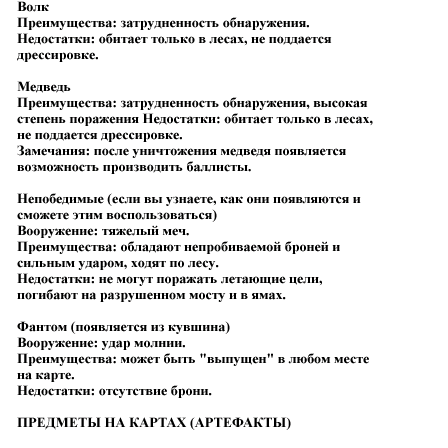 Волк
Преимущества: затрудненность обнаружения.
Недостатки: обитает только в лесах, не поддается
дрессировке.
Медведь
Преимущества: затрудненность обнаружения, высокая
степень поражения Недостатки: обитает только в лесах,
не поддается дрессировке.
Замечания: после уничтожения медведя появляется
возможность производить баллисты.
Непобедимые (если вы узнаете, как они появляются и
сможете этим воспользоваться)
Вооружение: тяжелый меч.
Преимущества: обладают непробиваемой броней и
сильным ударом, ходят по лесу.
Недостатки: не могут поражать летающие цели,
погибают на разрушенном мосту и в ямах.
Фантом (появляется из кувшина)
Вооружение: удар молнии.
Преимущества: может быть "выпущен" в любом месте
на карте.
Недостатки: отсутствие брони.
ПРЕДМЕТЫ НА КАРТАХ (АРТЕФАКТЫ)